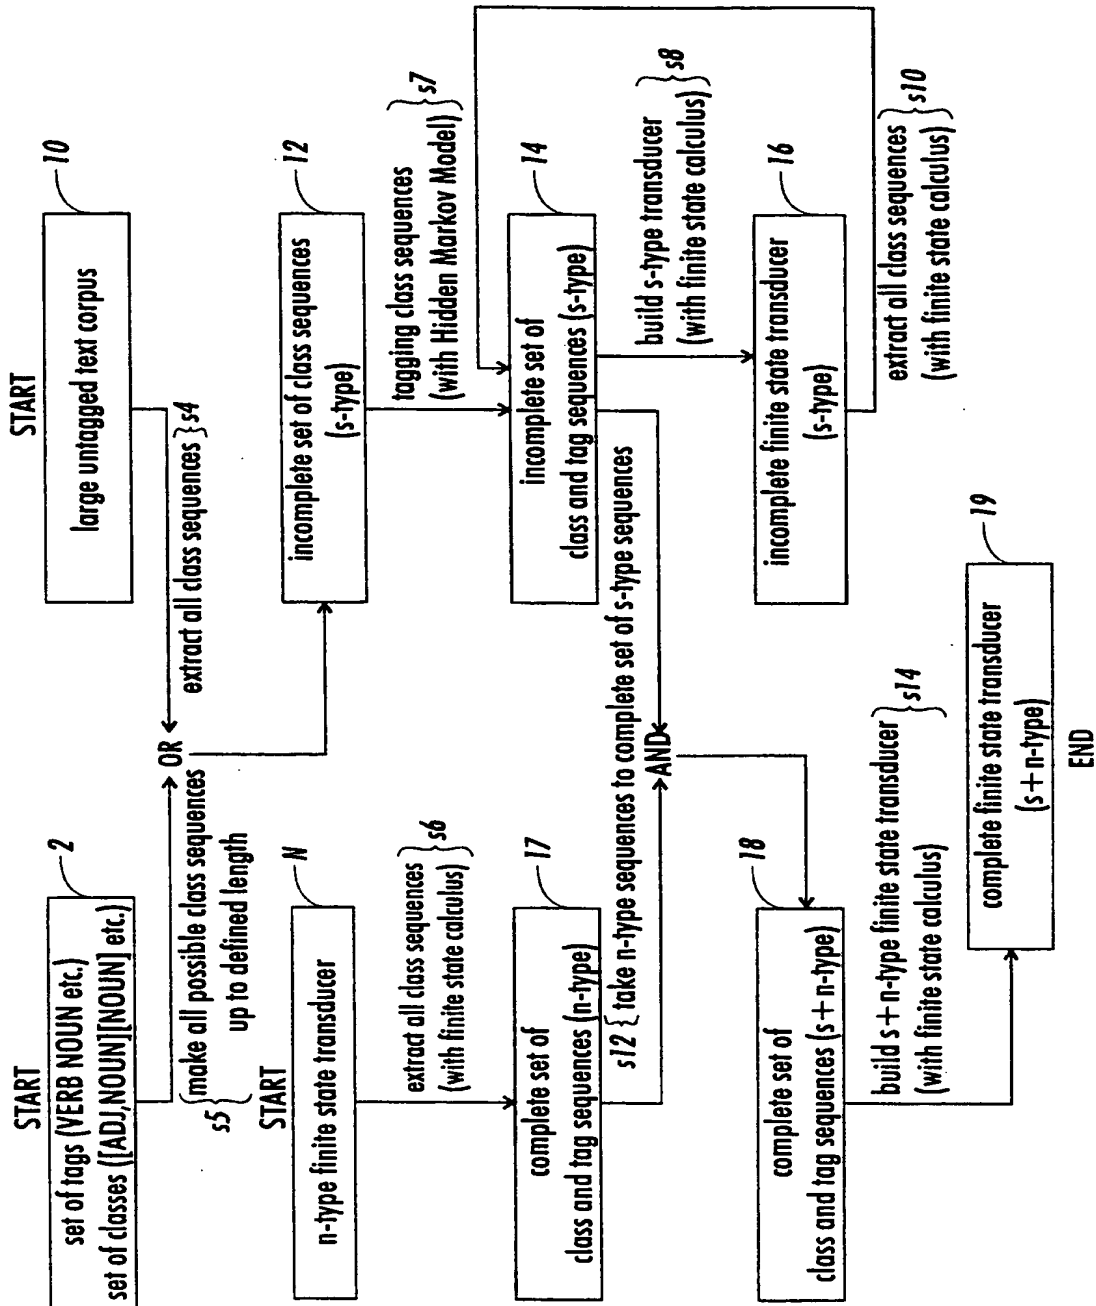 START
set of tags (VERB NOUN etc.)
set of classes ([ADJ,NOUN][NOUN] etc.)
2
make all possible class sequences
up to defined length
s5
START
large untagged text corpus
10
extract all class sequences
s4
OR
incomplete set of class sequences
(s-type)
12
tagging class sequences
(with Hidden Markov Model)
s7
START
n-type finite state transducer
N
extract all class sequences
(with finite state calculus)
s6
incomplete set of
class and tag sequences (s-type)
14
build s-type transducer
(with finite state calculus)
s8
complete set of
class and tag sequences (n-type)
17
s12
take n-type sequences to complete set of s-type sequences
AND
incomplete finite state transducer
(s-type)
16
extract all class sequences
(with finite state calculus)
s10
complete set of
class and tag sequences (s+n-type)
18
build s+n-type finite state transducer
(with finite state calculus)
s14
complete finite state transducer
(s+n-type)
19
END